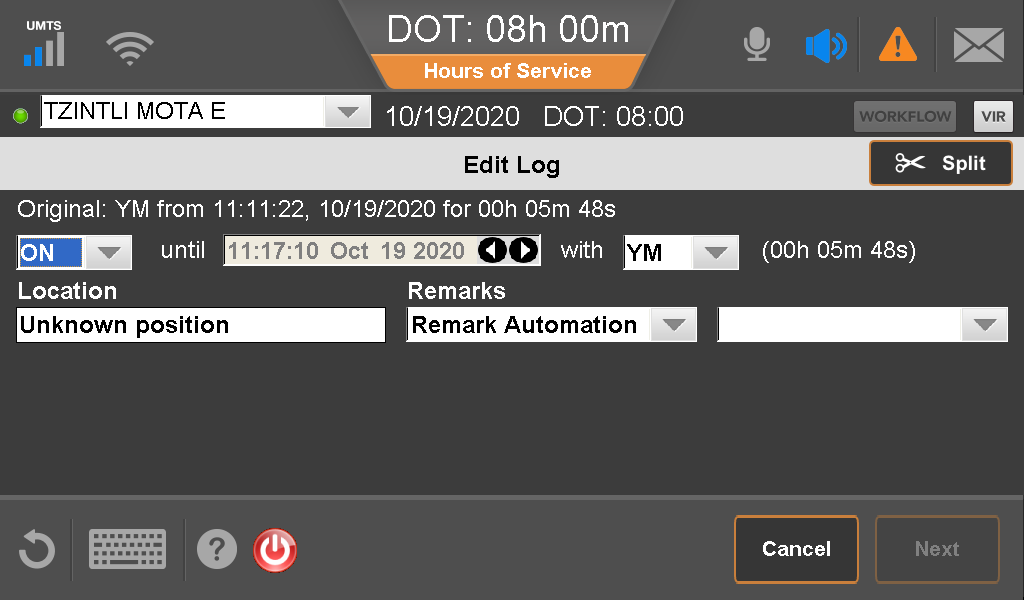 UMTS
DOT: 08h 00m
Hours of Service
TZINTLI MOTA E
10/19/2020 DOT: 08:00
WORKFLOW
VIR
Edit Log
Split
Original: YM from 11:11:22, 10/19/2020 for 00h 05m 48s
ON until 11:17:10 Oct 19 2020 with YM (00h 05m 48s)
Location Remarks
Unknown position Remark Automation
?
Cancel Next